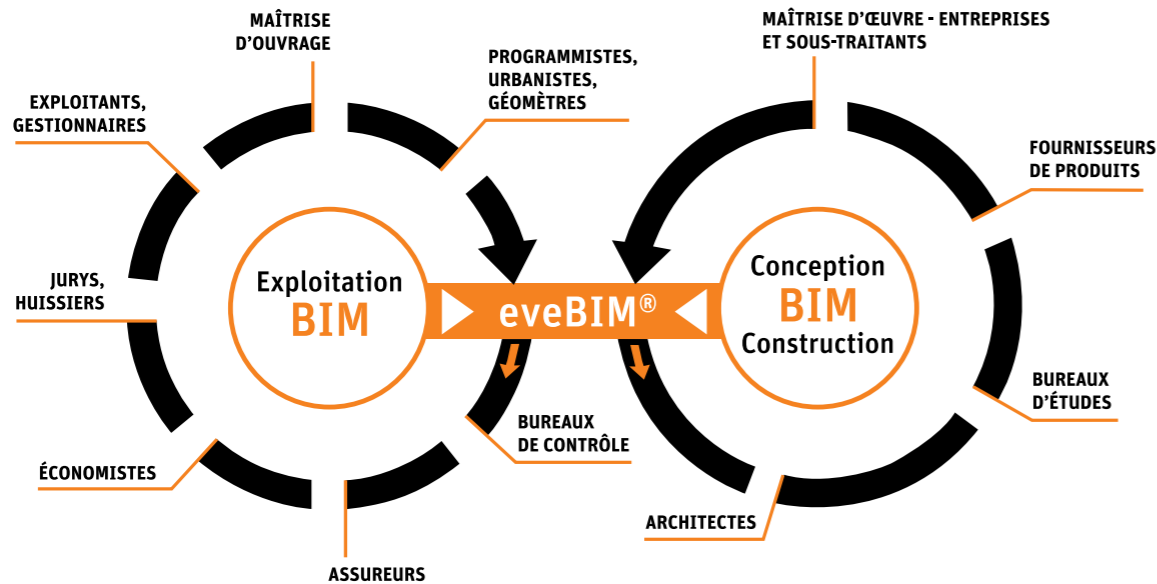 MAÎTRISE
D'OUVRAGE
PROGRAMMISTES,
URBANISTES,
GÉOMÈTRES
EXPLOITANTS,
GESTIONNAIRES
JURYS,
HUISSIERS
ÉCONOMISTES
ASSUREURS
BUREAUX
DE CONTRÔLE
Exploitation
BIM
eveBIM®
MAÎTRISE D'ŒUVRE - ENTREPRISES
ET SOUS-TRAITANTS
FOURNISSEURS
DE PRODUITS
Conception
BIM
Construction
BUREAUX
D'ÉTUDES
ARCHITECTES